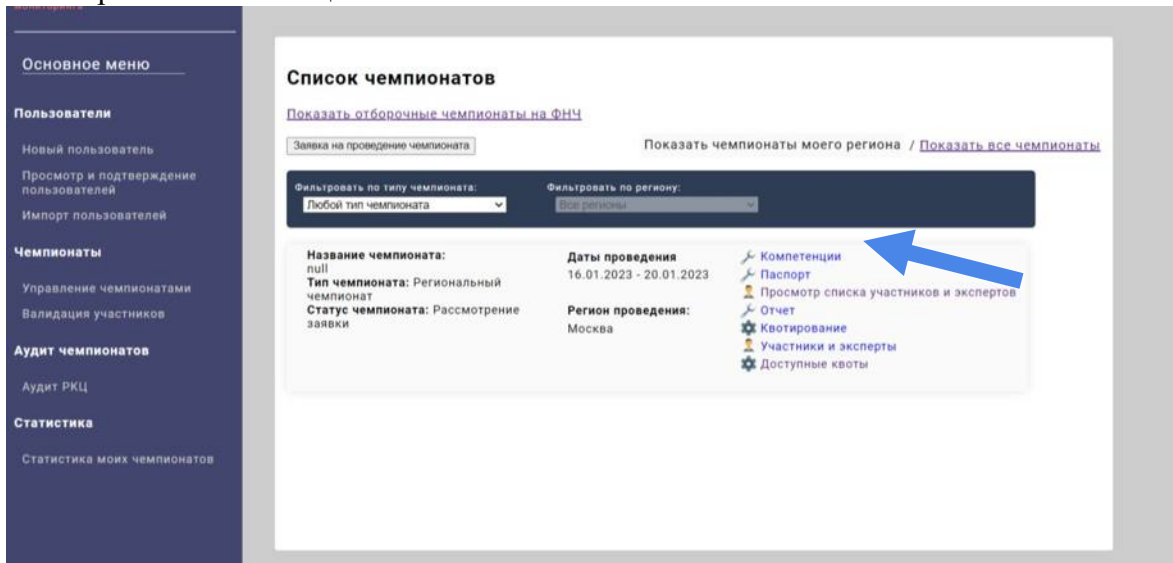 Основное меню
Пользователи
Новый пользователь
Просмотр и подтверждение
пользователей
Импорт пользователей
Чемпионаты
Управление чемпионатами
Валидация участников
Аудит чемпионатов
Аудит РКЦ
Статистика
Статистика моих чемпионатов
Список чемпионатов
Показать отборочные чемпионаты на ФНЧ
Заявка на проведение чемпионата
Показать чемпионаты моего региона / Показать все чемпионаты
Фильтровать по типу чемпионата:
Любой тип чемпионата
Фильтровать по региону:
Все регионы
Название чемпионата:
null
Тип чемпионата: Региональный
чемпионат
Статус чемпионата: Рассмотрение
заявки
Даты проведения
16.01.2023 - 20.01.2023
Регион проведения:
Москва
Компетенции
Паспорт
Просмотр списка участников и экспертов
Отчет
Квотирование
Участники и эксперты
Доступные квоты